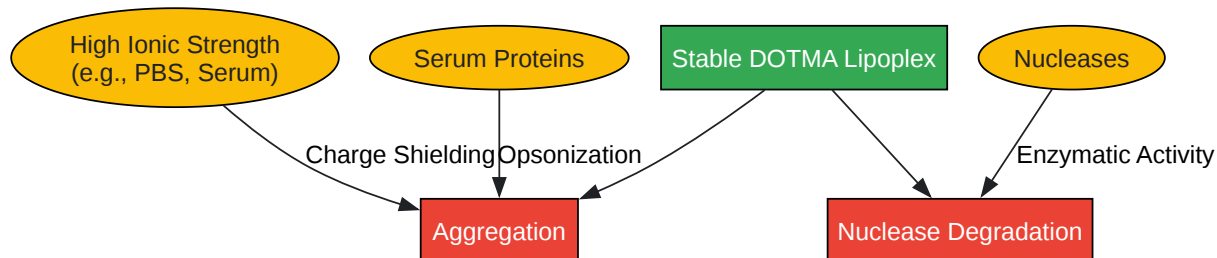 High Ionic Strength
(e.g., PBS, Serum)
Serum Proteins
Stable DOTMA Lipoplex
Nucleases
Charge Shielding
Opsonization
Enzymatic Activity
Aggregation
Nuclease Degradation